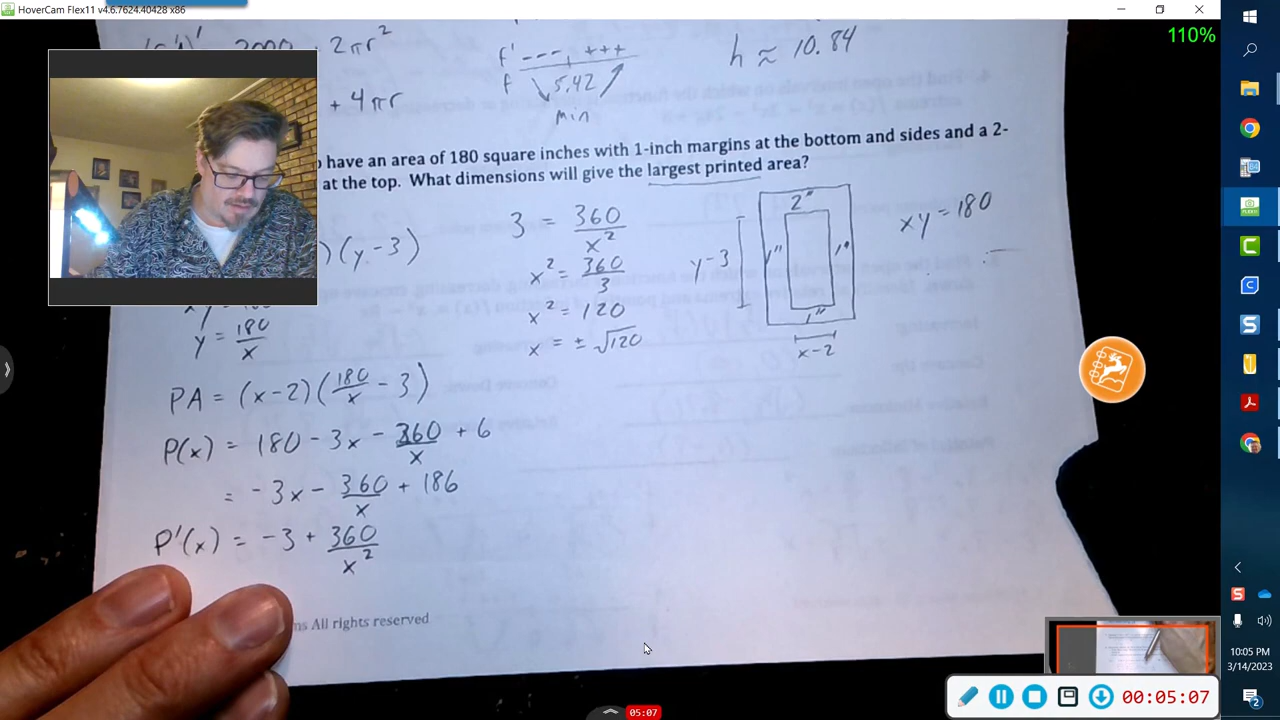 HoverCam Flex11 v4.6.7624.40428 x86
110%
2000 + 2πr²
+ 4πr
f' ---, +++
f 5.42
min
h ≈ 10.84
have an area of 180 square inches with 1-inch margins at the bottom and sides and a 2-
at the top. What dimensions will give the largest printed area?
)(y-3)
y = 180/x
PA = (x-2)(180/x - 3)
P(x) = 180 - 3x - 360/x + 6
= -3x - 360/x + 186
P'(x) = -3 + 360/x²
3 = 360/x²
x² = 360/3
x² = 120
x = ± √120
2"
1"
1"
1"
y-3
x-2
xy = 180
ms All rights reserved
05:07
00:05:07
10:05 PM
3/14/2023
2